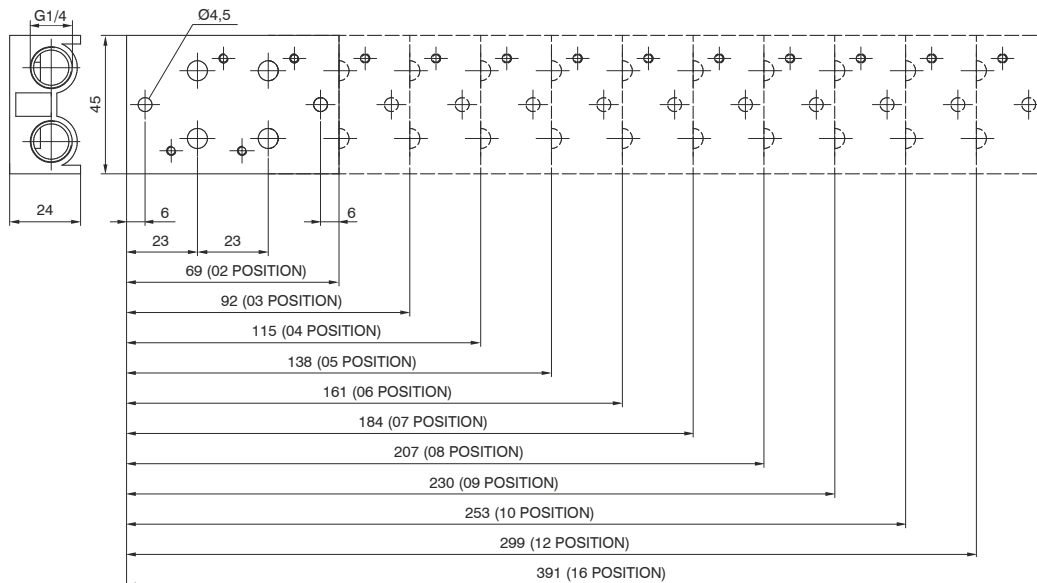 G1/4
Ø4,5
45
24
6
6
23
23
69 (02 POSITION)
92 (03 POSITION)
115 (04 POSITION)
138 (05 POSITION)
161 (06 POSITION)
184 (07 POSITION)
207 (08 POSITION)
230 (09 POSITION)
253 (10 POSITION)
299 (12 POSITION)
391 (16 POSITION)